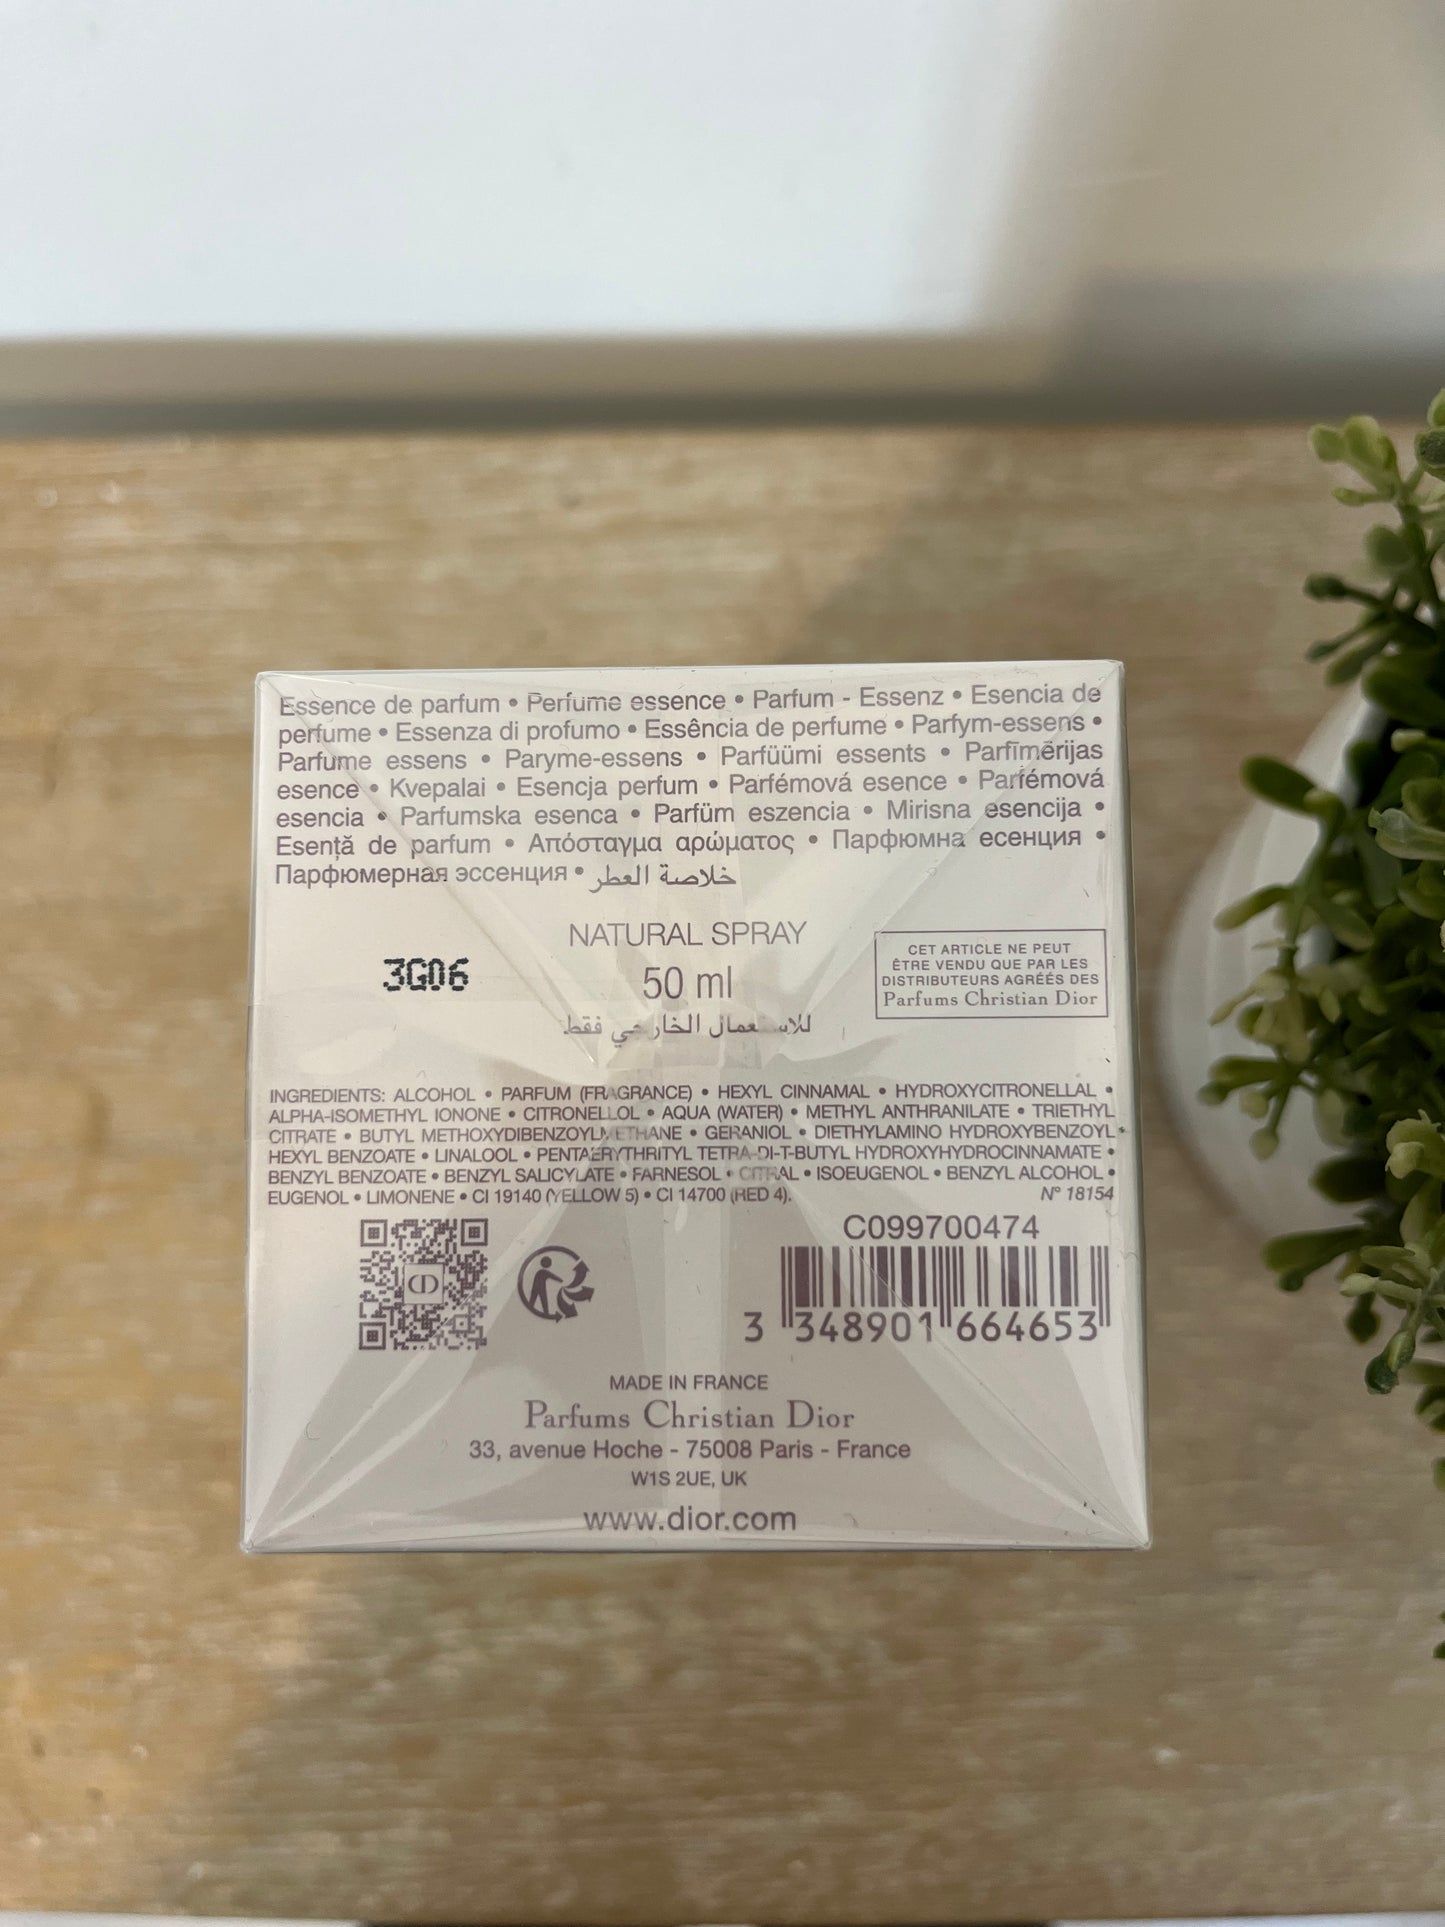 Essence de parfum • Perfume essence • Parfum - Essenz • Esencia de
perfume • Essenza di profumo • Essência de perfume • Parfym-essens •
Parfume essens • Paryme-essens • Parfüümi essents • Parfīmērijas
esence • Kvepalai • Esencja perfum • Parfémová esence • Parfémová
esencia • Parfumska esenca • Parfüm eszencia • Mirisna esencija •
Esență de parfum • Απόσταγμα αρώματος • Парфюмна есенция •
Парфюмерная эссенция • خلاصة العطر
NATURAL SPRAY
3G06
50 ml
للاستعمال الخارجي فقط
CET ARTICLE NE PEUT
ÊTRE VENDU QUE PAR LES
DISTRIBUTEURS AGRÉÉS DES
Parfums Christian Dior
INGREDIENTS: ALCOHOL • PARFUM (FRAGRANCE) • HEXYL CINNAMAL • HYDROXYCITRONELLAL •
ALPHA-ISOMETHYL IONONE • CITRONELLOL • AQUA (WATER) • METHYL ANTHRANILATE • TRIETHYL
CITRATE • BUTYL METHOXYDIBENZOYLMETHANE • GERANIOL • DIETHYLAMINO HYDROXYBENZOYL
HEXYL BENZOATE • LINALOOL • PENTAERYTHRITYL TETRA-DI-T-BUTYL HYDROXYHYDROCINNAMATE •
BENZYL BENZOATE • BENZYL SALICYLATE • FARNESOL • CITRAL • ISOEUGENOL • BENZYL ALCOHOL •
EUGENOL • LIMONENE • CI 19140 (YELLOW 5) • CI 14700 (RED 4). N° 18154
CD
C099700474
3 348901 664653
MADE IN FRANCE
Parfums Christian Dior
33, avenue Hoche - 75008 Paris - France
W1S 2UE, UK
www.dior.com